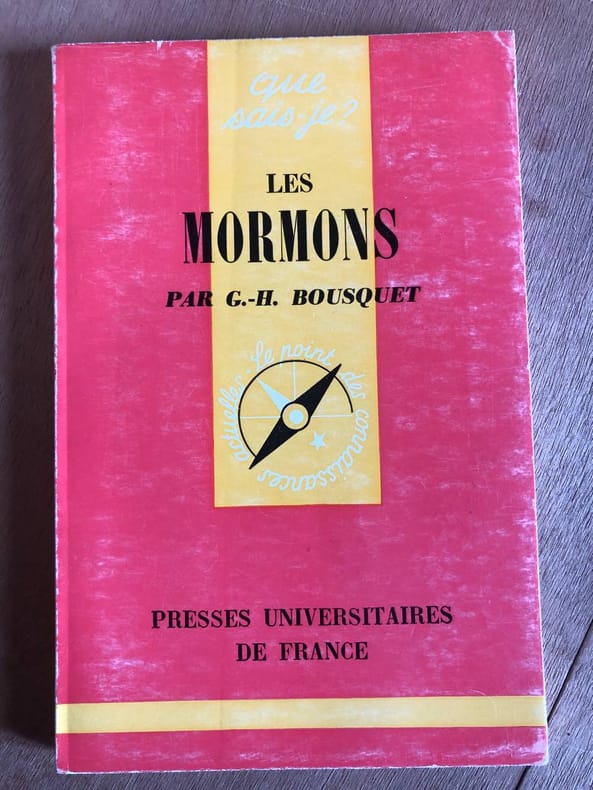 que
sais-je?
LES
MORMONS
PAR G.-H. BOUSQUET
Le point des connaissances actuelles -
PRESSES UNIVERSITAIRES
DE FRANCE